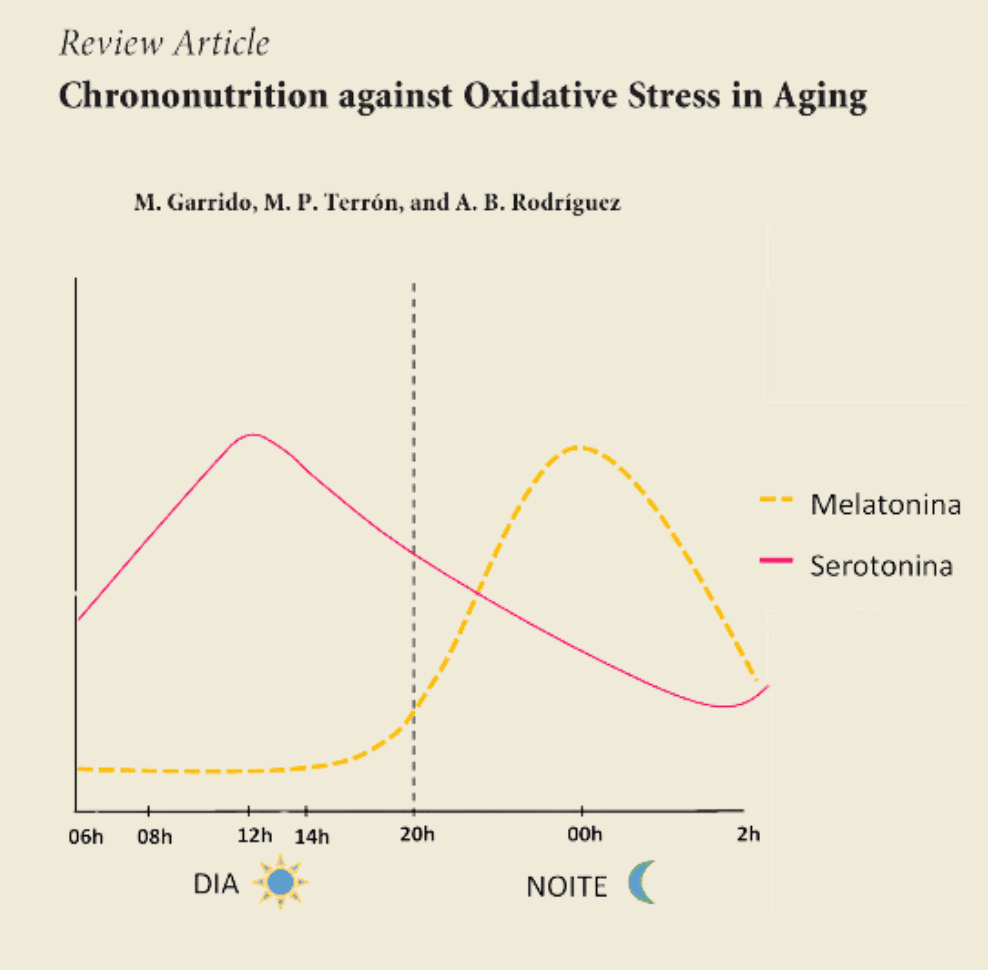 Review Article
Chrononutrition against Oxidative Stress in Aging
M. Garrido, M. P. Terrón, and A. B. Rodríguez
Melatonina
Serotonina
06h 08h 12h 14h 20h 00h 2h
DIA NOITE